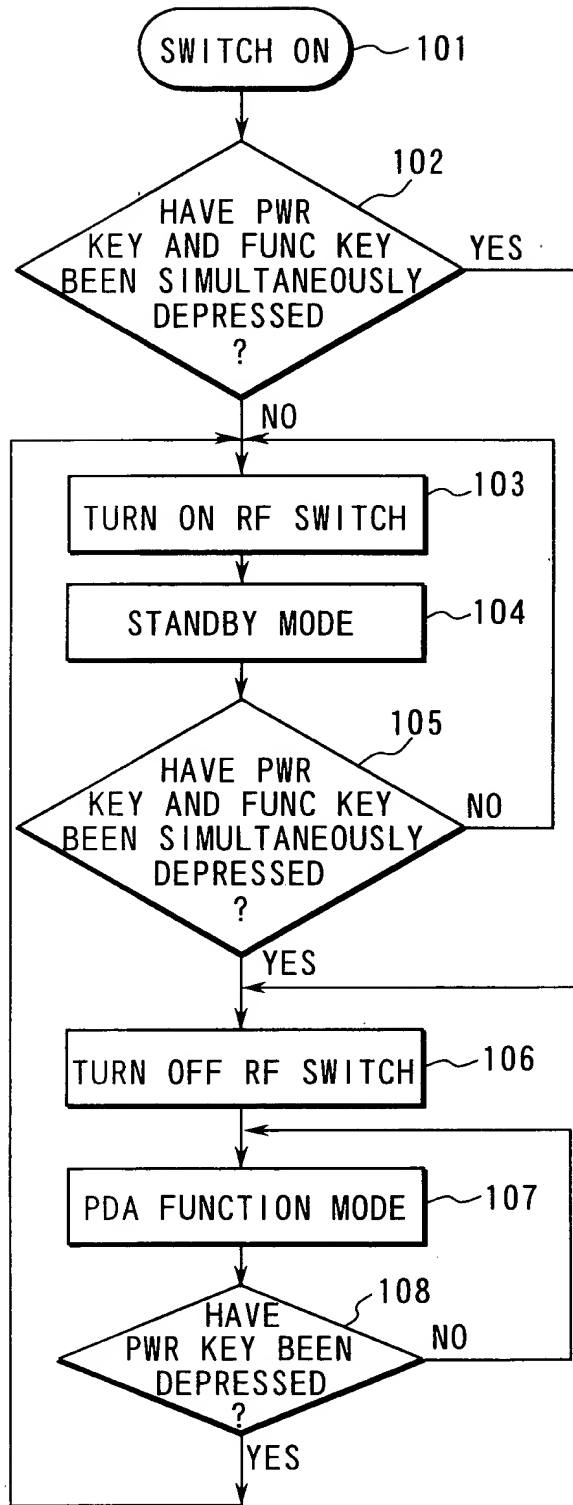 SWITCH ON
101
102
HAVE PWR
KEY AND FUNC KEY
BEEN SIMULTANEOUSLY
DEPRESSED
?
YES
NO
103
TURN ON RF SWITCH
104
STANDBY MODE
105
HAVE PWR
KEY AND FUNC KEY
BEEN SIMULTANEOUSLY
DEPRESSED
?
NO
YES
106
TURN OFF RF SWITCH
107
PDA FUNCTION MODE
108
HAVE
PWR KEY BEEN
DEPRESSED
?
NO
YES